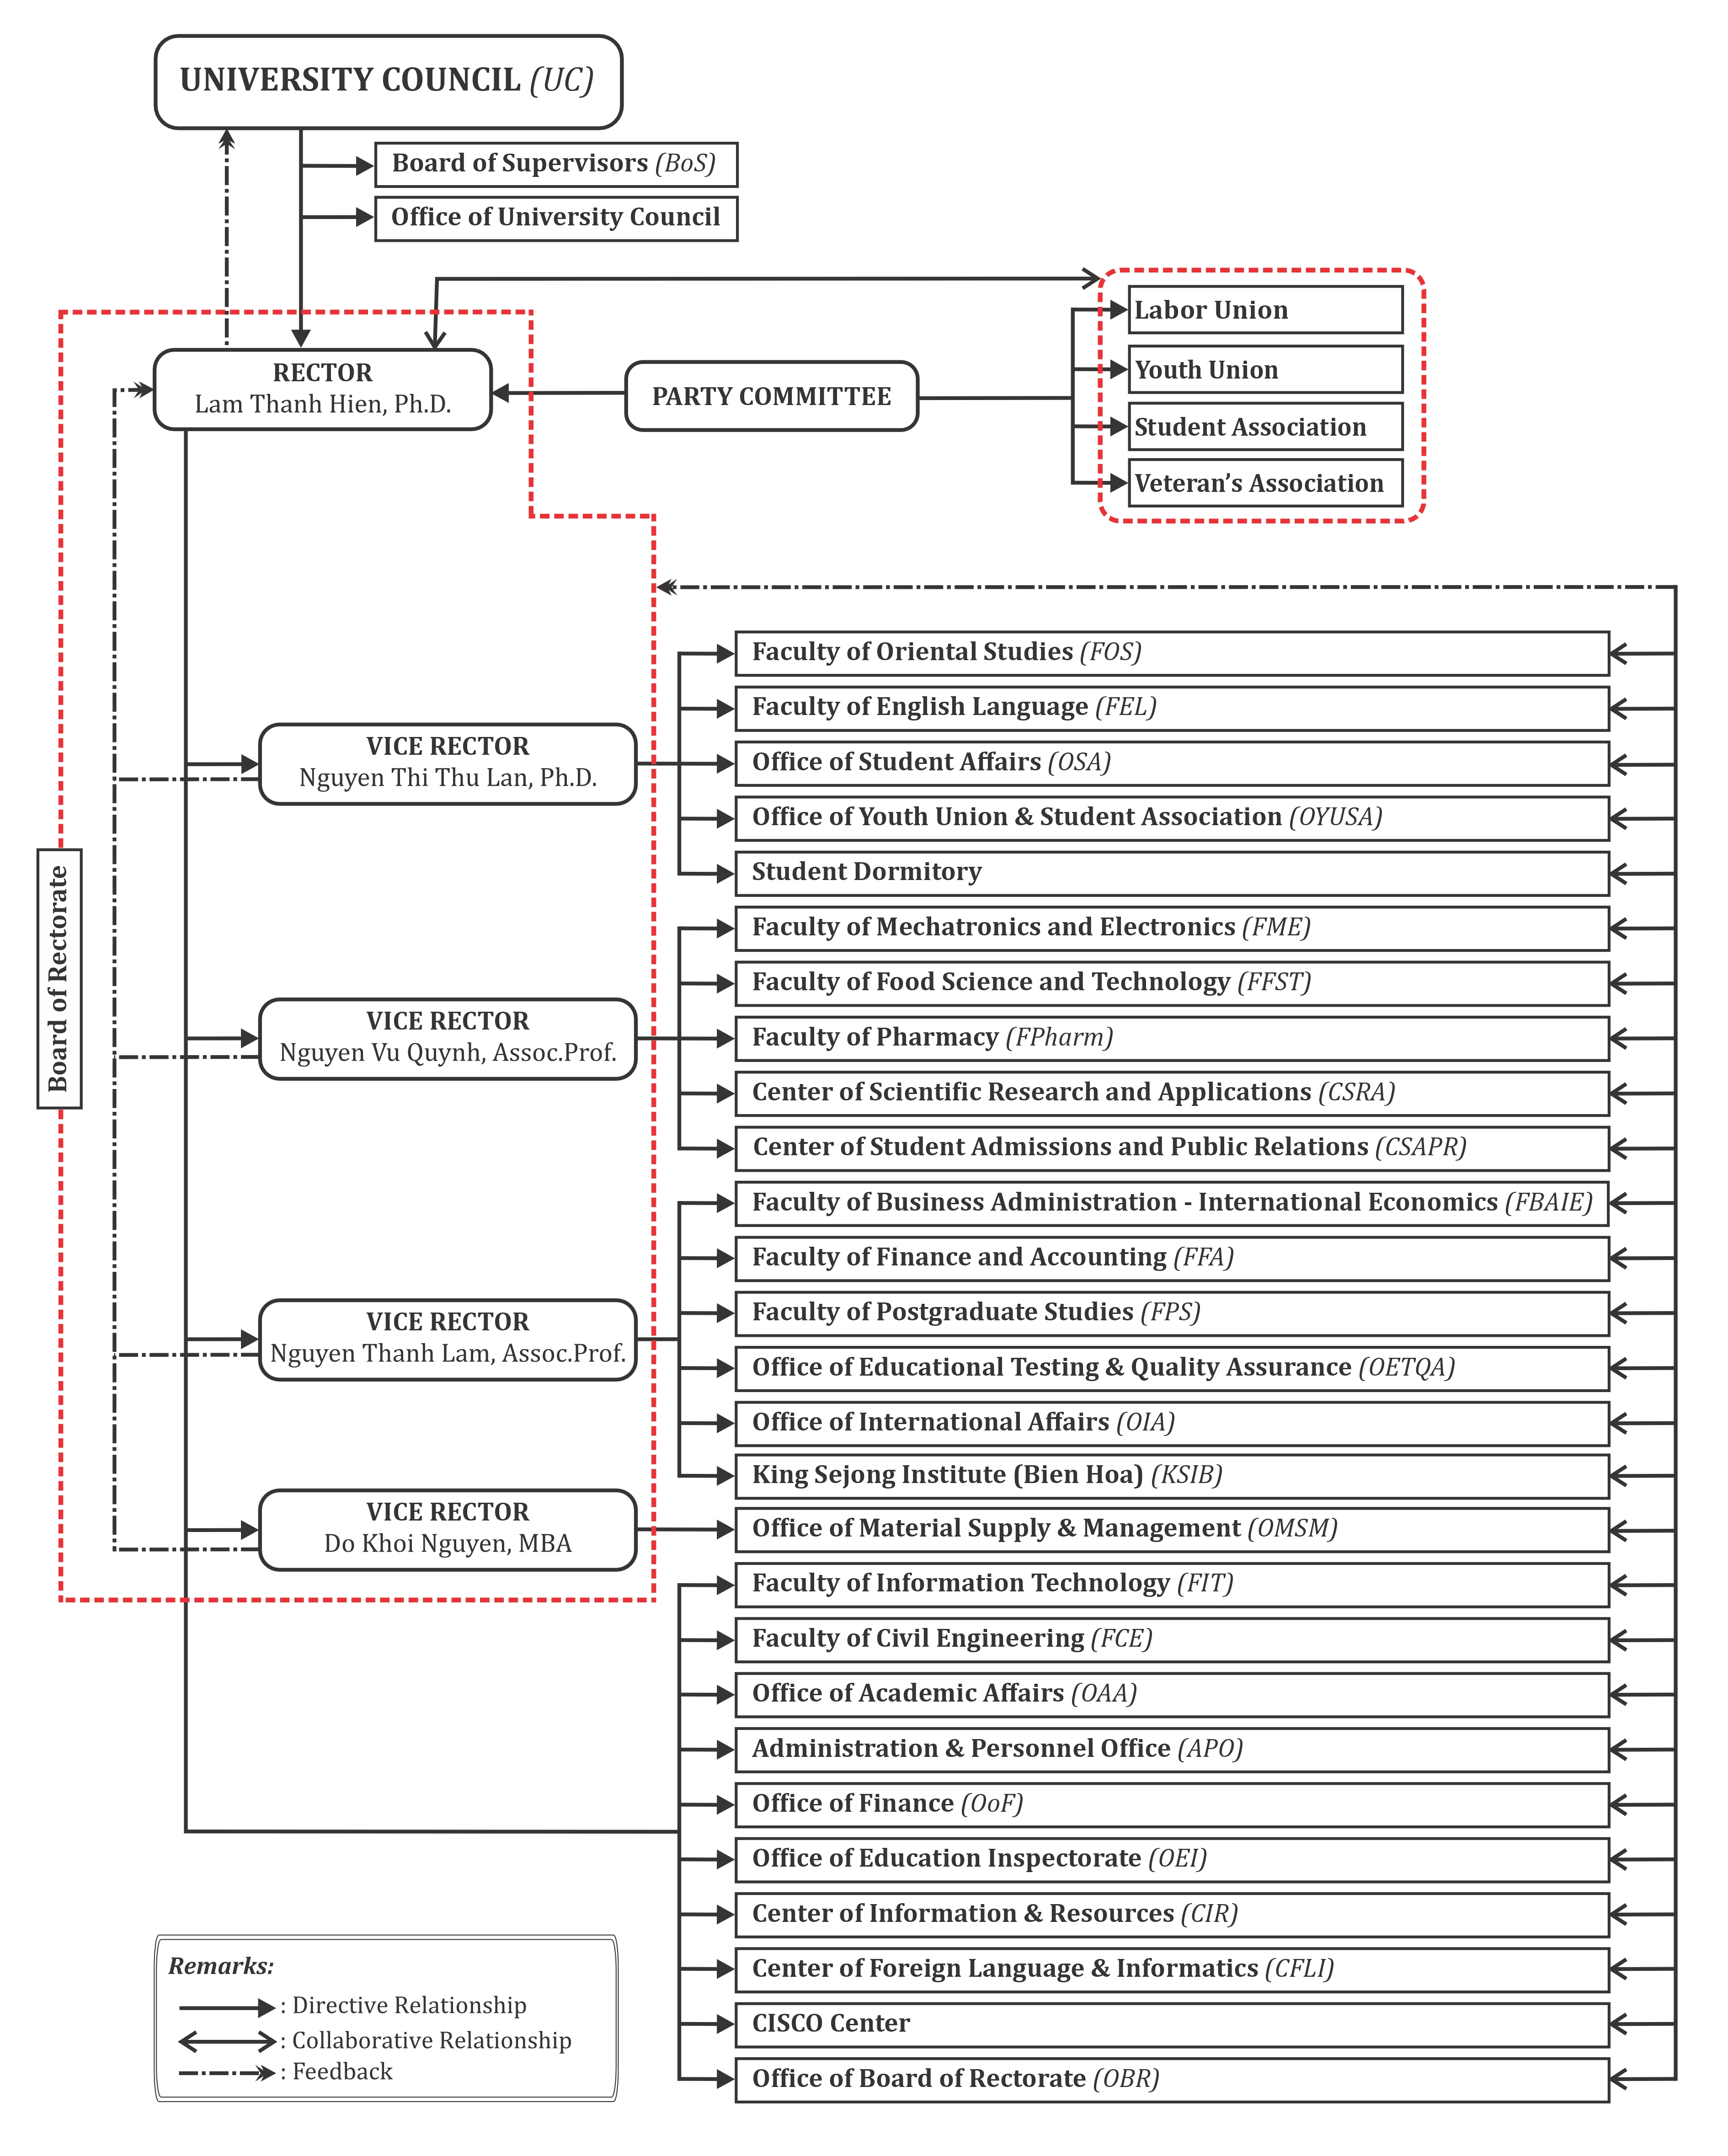 UNIVERSITY COUNCIL (UC)
Board of Supervisors (BoS)
Office of University Council
RECTOR
Lam Thanh Hien, Ph.D.
PARTY COMMITTEE
Labor Union
Youth Union
Student Association
Veteran’s Association
Board of Rectorate
VICE RECTOR
Nguyen Thi Thu Lan, Ph.D.
Faculty of Oriental Studies (FOS)
Faculty of English Language (FEL)
Office of Student Affairs (OSA)
Office of Youth Union & Student Association (OYUSA)
Student Dormitory
VICE RECTOR
Nguyen Vu Quynh, Assoc.Prof.
Faculty of Mechatronics and Electronics (FME)
Faculty of Food Science and Technology (FFST)
Faculty of Pharmacy (FPharm)
Center of Scientific Research and Applications (CSRA)
Center of Student Admissions and Public Relations (CSAPR)
VICE RECTOR
Nguyen Thanh Lam, Assoc.Prof.
Faculty of Business Administration - International Economics (FBAIE)
Faculty of Finance and Accounting (FFA)
Faculty of Postgraduate Studies (FPS)
Office of Educational Testing & Quality Assurance (OETQA)
Office of International Affairs (OIA)
King Sejong Institute (Bien Hoa) (KSIB)
VICE RECTOR
Do Khoi Nguyen, MBA
Office of Material Supply & Management (OMSM)
Faculty of Information Technology (FIT)
Faculty of Civil Engineering (FCE)
Office of Academic Affairs (OAA)
Administration & Personnel Office (APO)
Office of Finance (OoF)
Office of Education Inspectorate (OEI)
Center of Information & Resources (CIR)
Center of Foreign Language & Informatics (CFLI)
CISCO Center
Office of Board of Rectorate (OBR)
Remarks:
: Directive Relationship
: Collaborative Relationship
: Feedback